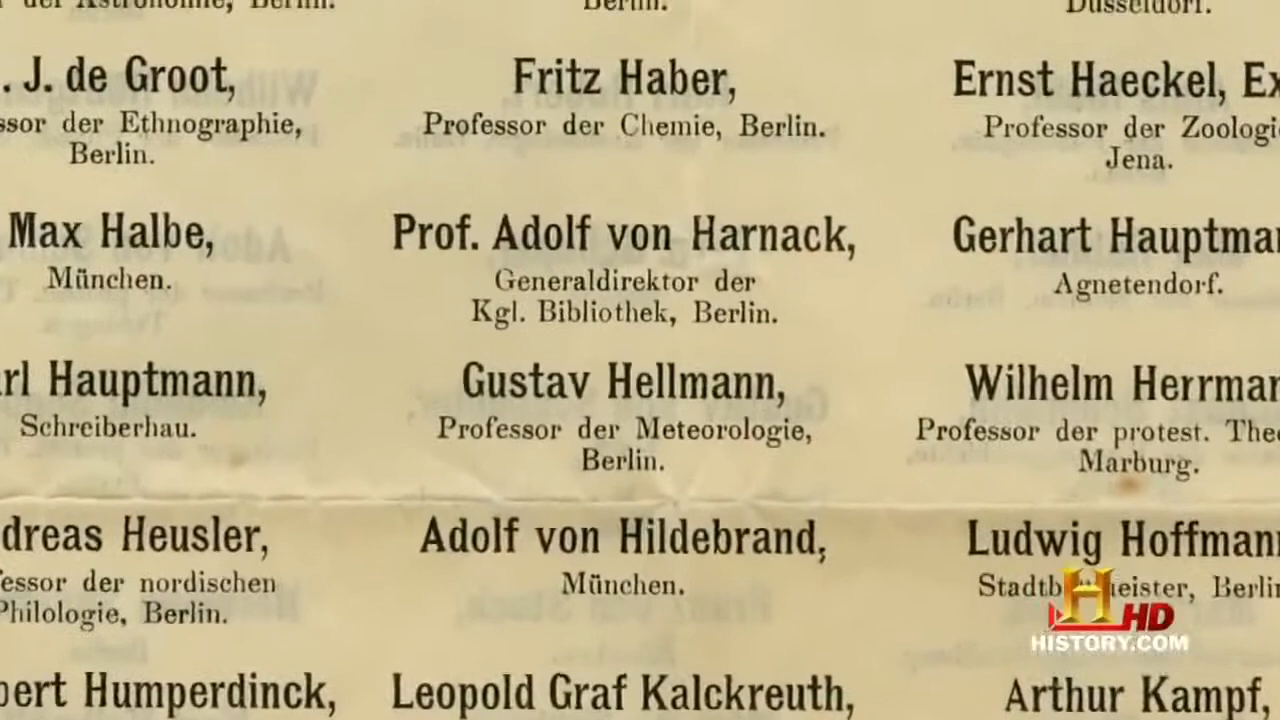 der Astronomie, Berlin.
Berlin.
Düsseldorf.
. J. de Groot,
Fritz Haber,
Ernst Haeckel, Ex
ssor der Ethnographie,
Professor der Chemie, Berlin.
Professor der Zoologi
Berlin.
Jena.
Max Halbe,
Prof. Adolf von Harnack,
Gerhart Hauptma
München.
Generaldirektor der
Agnetendorf.
Kgl. Bibliothek, Berlin.
rl Hauptmann,
Gustav Hellmann,
Wilhelm Herrma
Schreiberhau.
Professor der Meteorologie,
Professor der protest. The
Berlin.
Marburg.
dreas Heusler,
Adolf von Hildebrand,
Ludwig Hoffman
essor der nordischen
München.
Stadtb meister, Berlin
Philologie, Berlin.
H HD
HISTORY.COM
bert Humperdinck,
Leopold Graf Kalckreuth,
Arthur Kampf,